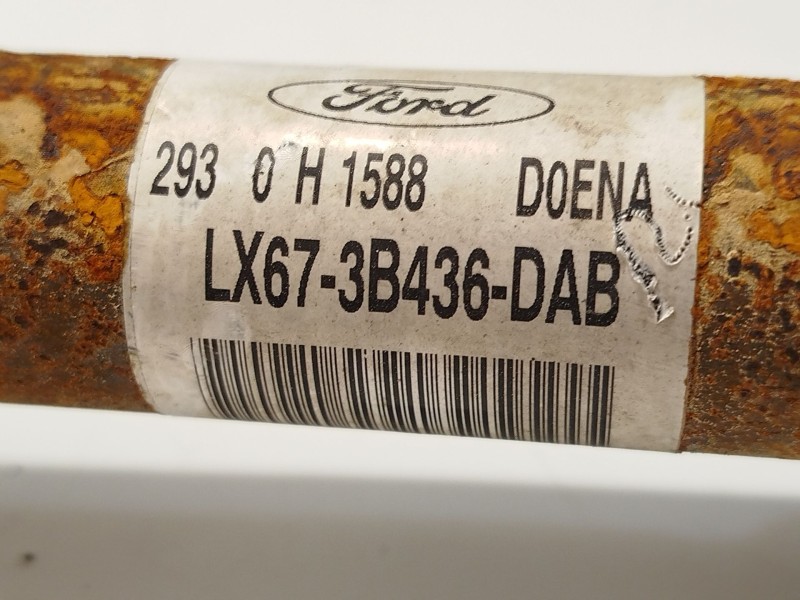 Ford
293 0 H 1588 D0ENA
LX67-3B436-DAB